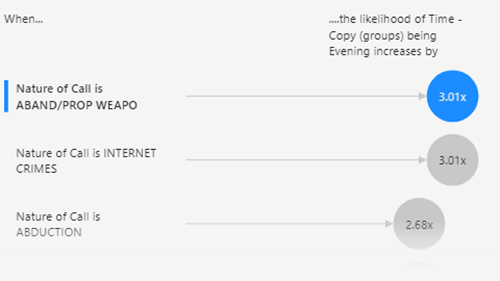 When...
....the likelihood of Time -
Copy (groups) being
Evening increases by
Nature of Call is
ABAND/PROP WEAPO
3.01x
Nature of Call is INTERNET
CRIMES
3.01x
Nature of Call is
ABDUCTION
2.68x